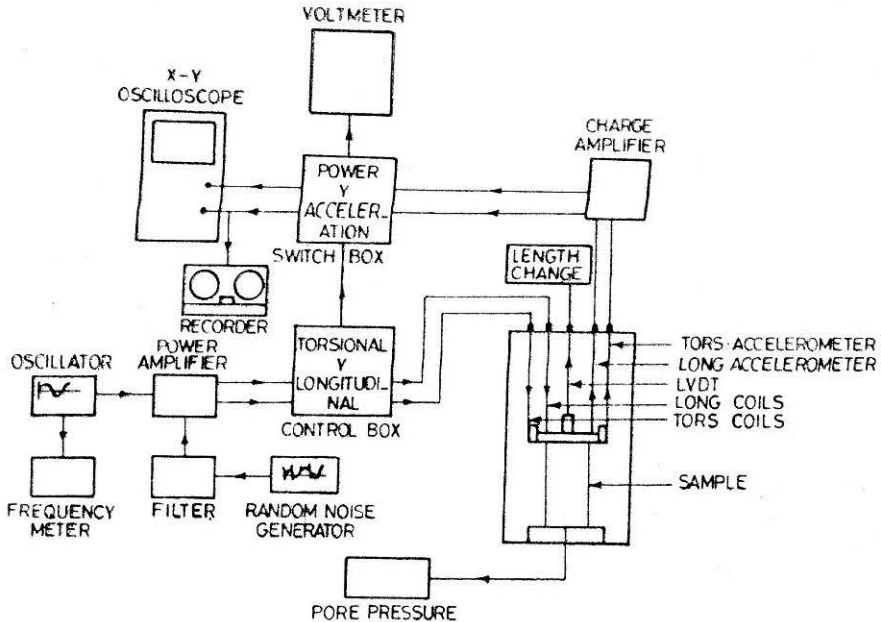 VOLTMETER
X-Y
OSCILLOSCOPE
CHARGE
AMPLIFIER
POWER
Y
ACCELER-
ATION
SWITCH BOX
LENGTH
CHANGE
RECORDER
POWER
AMPLIFIER
OSCILLATOR
TORSIONAL
Y
LONGITUDI-
NAL
CONTROL BOX
TORS·ACCELEROMETER
LONG ACCELEROMETER
LVDT
LONG COILS
TORS COILS
SAMPLE
FREQUENCY
METER
FILTER
RANDOM NOISE
GENERATOR
PORE PRESSURE